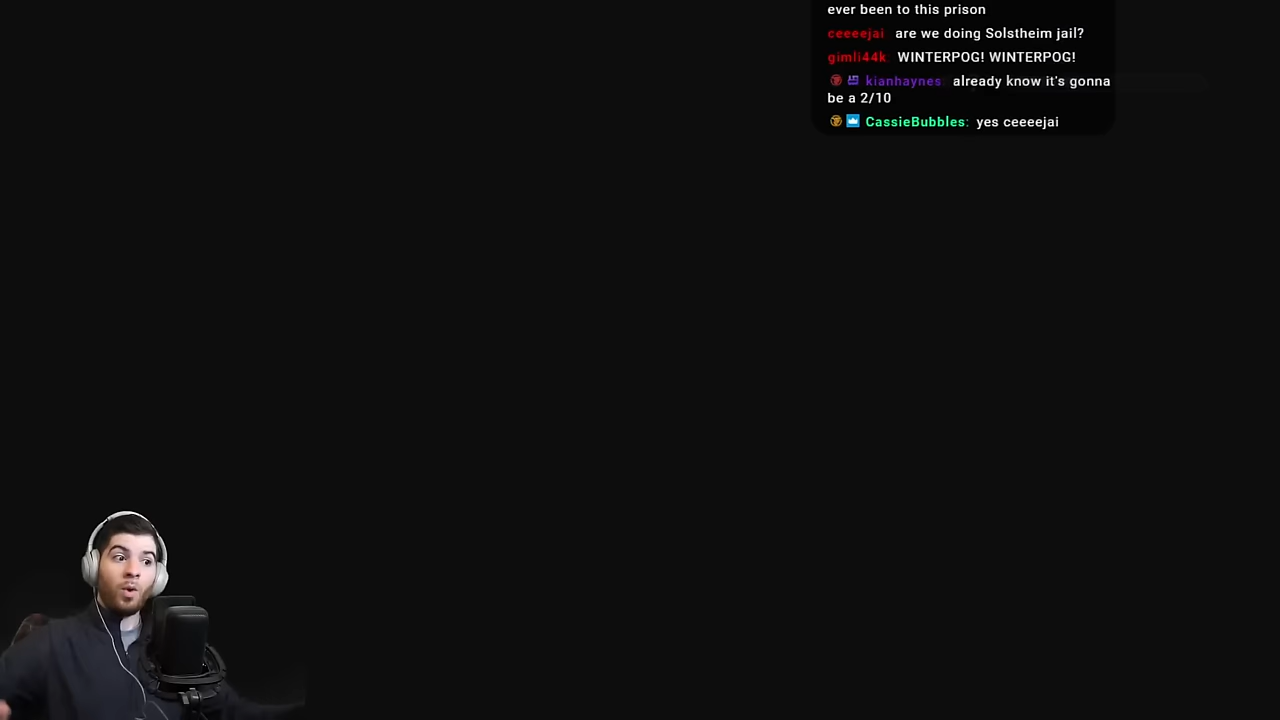 ever been to this prison
ceeeejai are we doing Solstheim jail?
gimli44k WINTERPOG! WINTERPOG!
kianhaynes: already know it's gonna
be a 2/10
CassieBubbles: yes ceeeejai